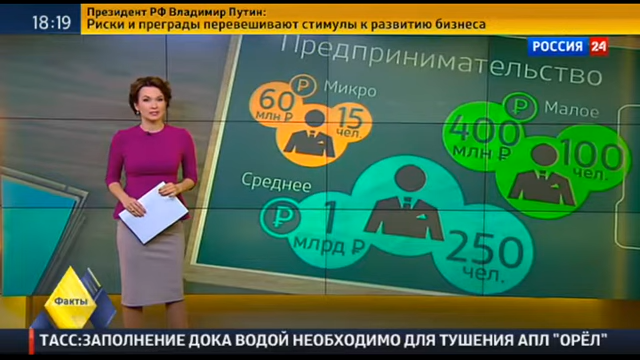 18:19
Президент РФ Владимир Путин:
Риски и преграды перевешивают стимулы к развитию бизнеса
РОССИЯ 24
Предпринимательство
Микро
60
млн ₽
15
чел.
Малое
400
млн ₽
100
чел.
Среднее
1
млрд ₽
250
чел.
Факты
ТАСС:ЗАПОЛНЕНИЕ ДОКА ВОДОЙ НЕОБХОДИМО ДЛЯ ТУШЕНИЯ АПЛ "ОРЁЛ"